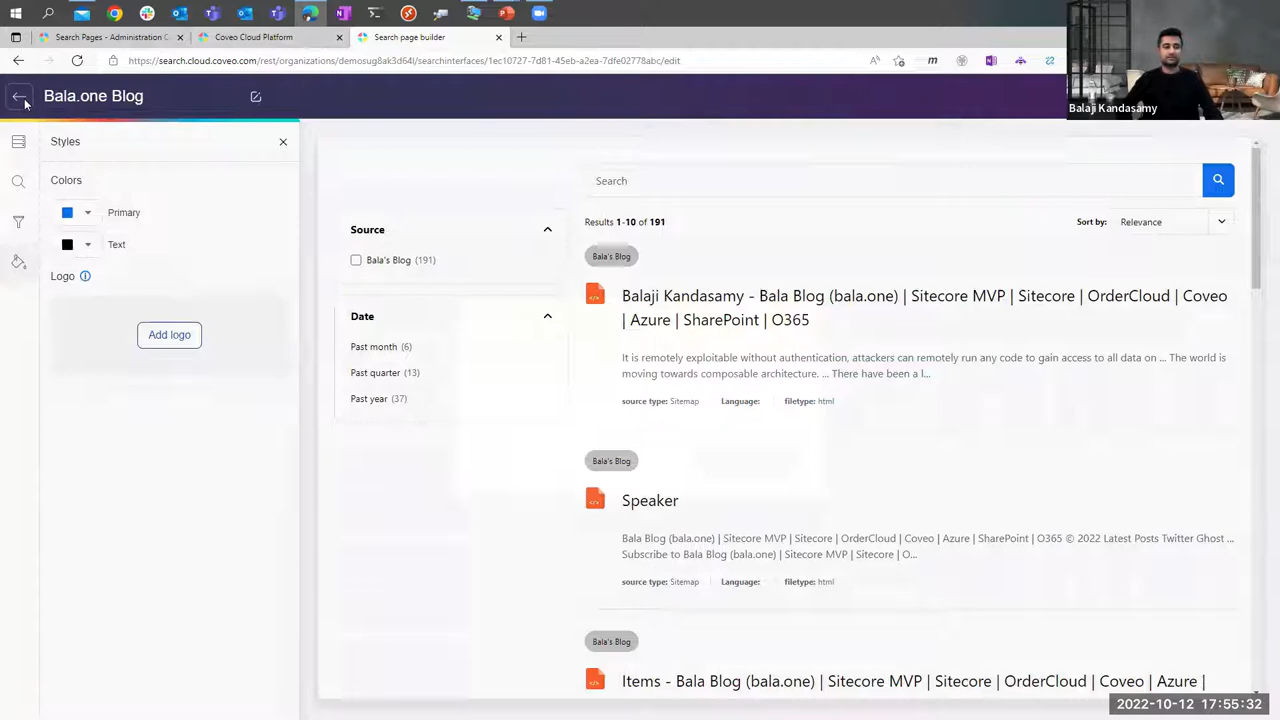 Search Pages - Administration C
Coveo Cloud Platform
Search page builder
https://search.cloud.coveo.com/rest/organizations/demosug8ak3d64l/searchinterfaces/1ec10727-7d81-45eb-a2ea-7dfe02778abc/edit
Balaji Kandasamy
Bala.one Blog
Styles
Colors
Primary
Text
Logo
Add logo
Search
Source
Bala's Blog (191)
Date
Past month (6)
Past quarter (13)
Past year (37)
Results 1-10 of 191
Sort by: Relevance
Bala's Blog
Balaji Kandasamy - Bala Blog (bala.one) | Sitecore MVP | Sitecore | OrderCloud | Coveo
| Azure | SharePoint | O365
It is remotely exploitable without authentication, attackers can remotely run any code to gain access to all data on ... The world is
moving towards composable architecture. ... There have been a l...
source type: Sitemap Language: filetype: html
Bala's Blog
Speaker
Bala Blog (bala.one) | Sitecore MVP | Sitecore | OrderCloud | Coveo | Azure | SharePoint | O365 © 2022 Latest Posts Twitter Ghost ...
Subscribe to Bala Blog (bala.one) | Sitecore MVP | Sitecore | O...
source type: Sitemap Language: filetype: html
Bala's Blog
Items - Bala Blog (bala.one) | Sitecore MVP | Sitecore | OrderCloud | Coveo | Azure |
2022-10-12 17:55:32